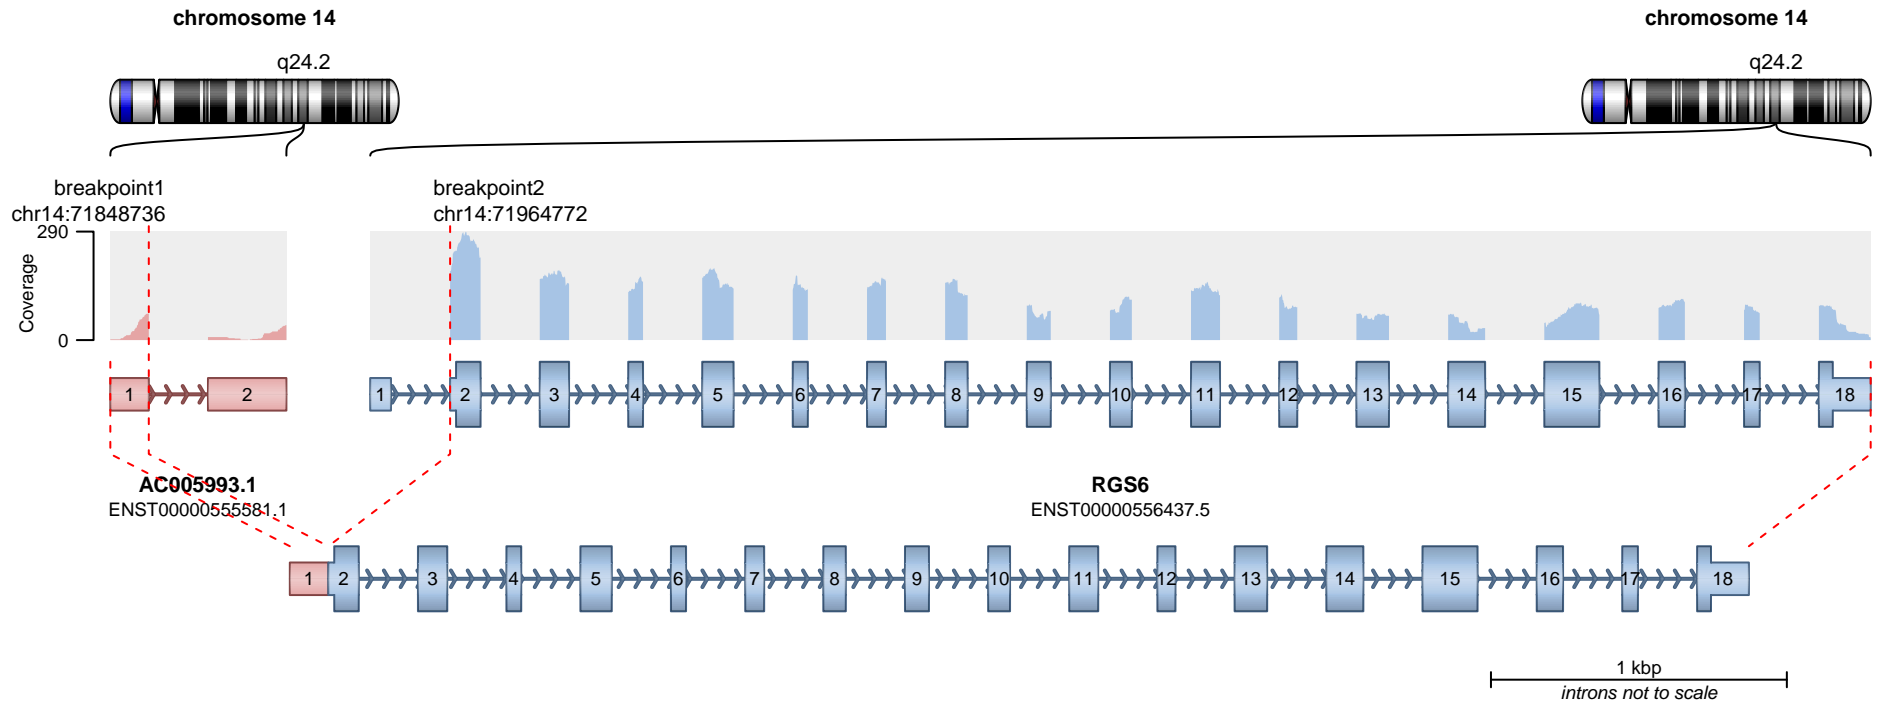 chromosome 14
chromosome 14
q24.2
q24.2
breakpoint1
chr14:71848736
breakpoint2
chr14:71964772
290
Coverage
0
1 2
1 2 3 4 5 6 7 8 9 10 11 12 13 14 15 16 17 18
AC005993.1
ENST00000555581.1
RGS6
ENST00000556437.5
1 2 3 4 5 6 7 8 9 10 11 12 13 14 15 16 17 18
1 kbp
introns not to scale